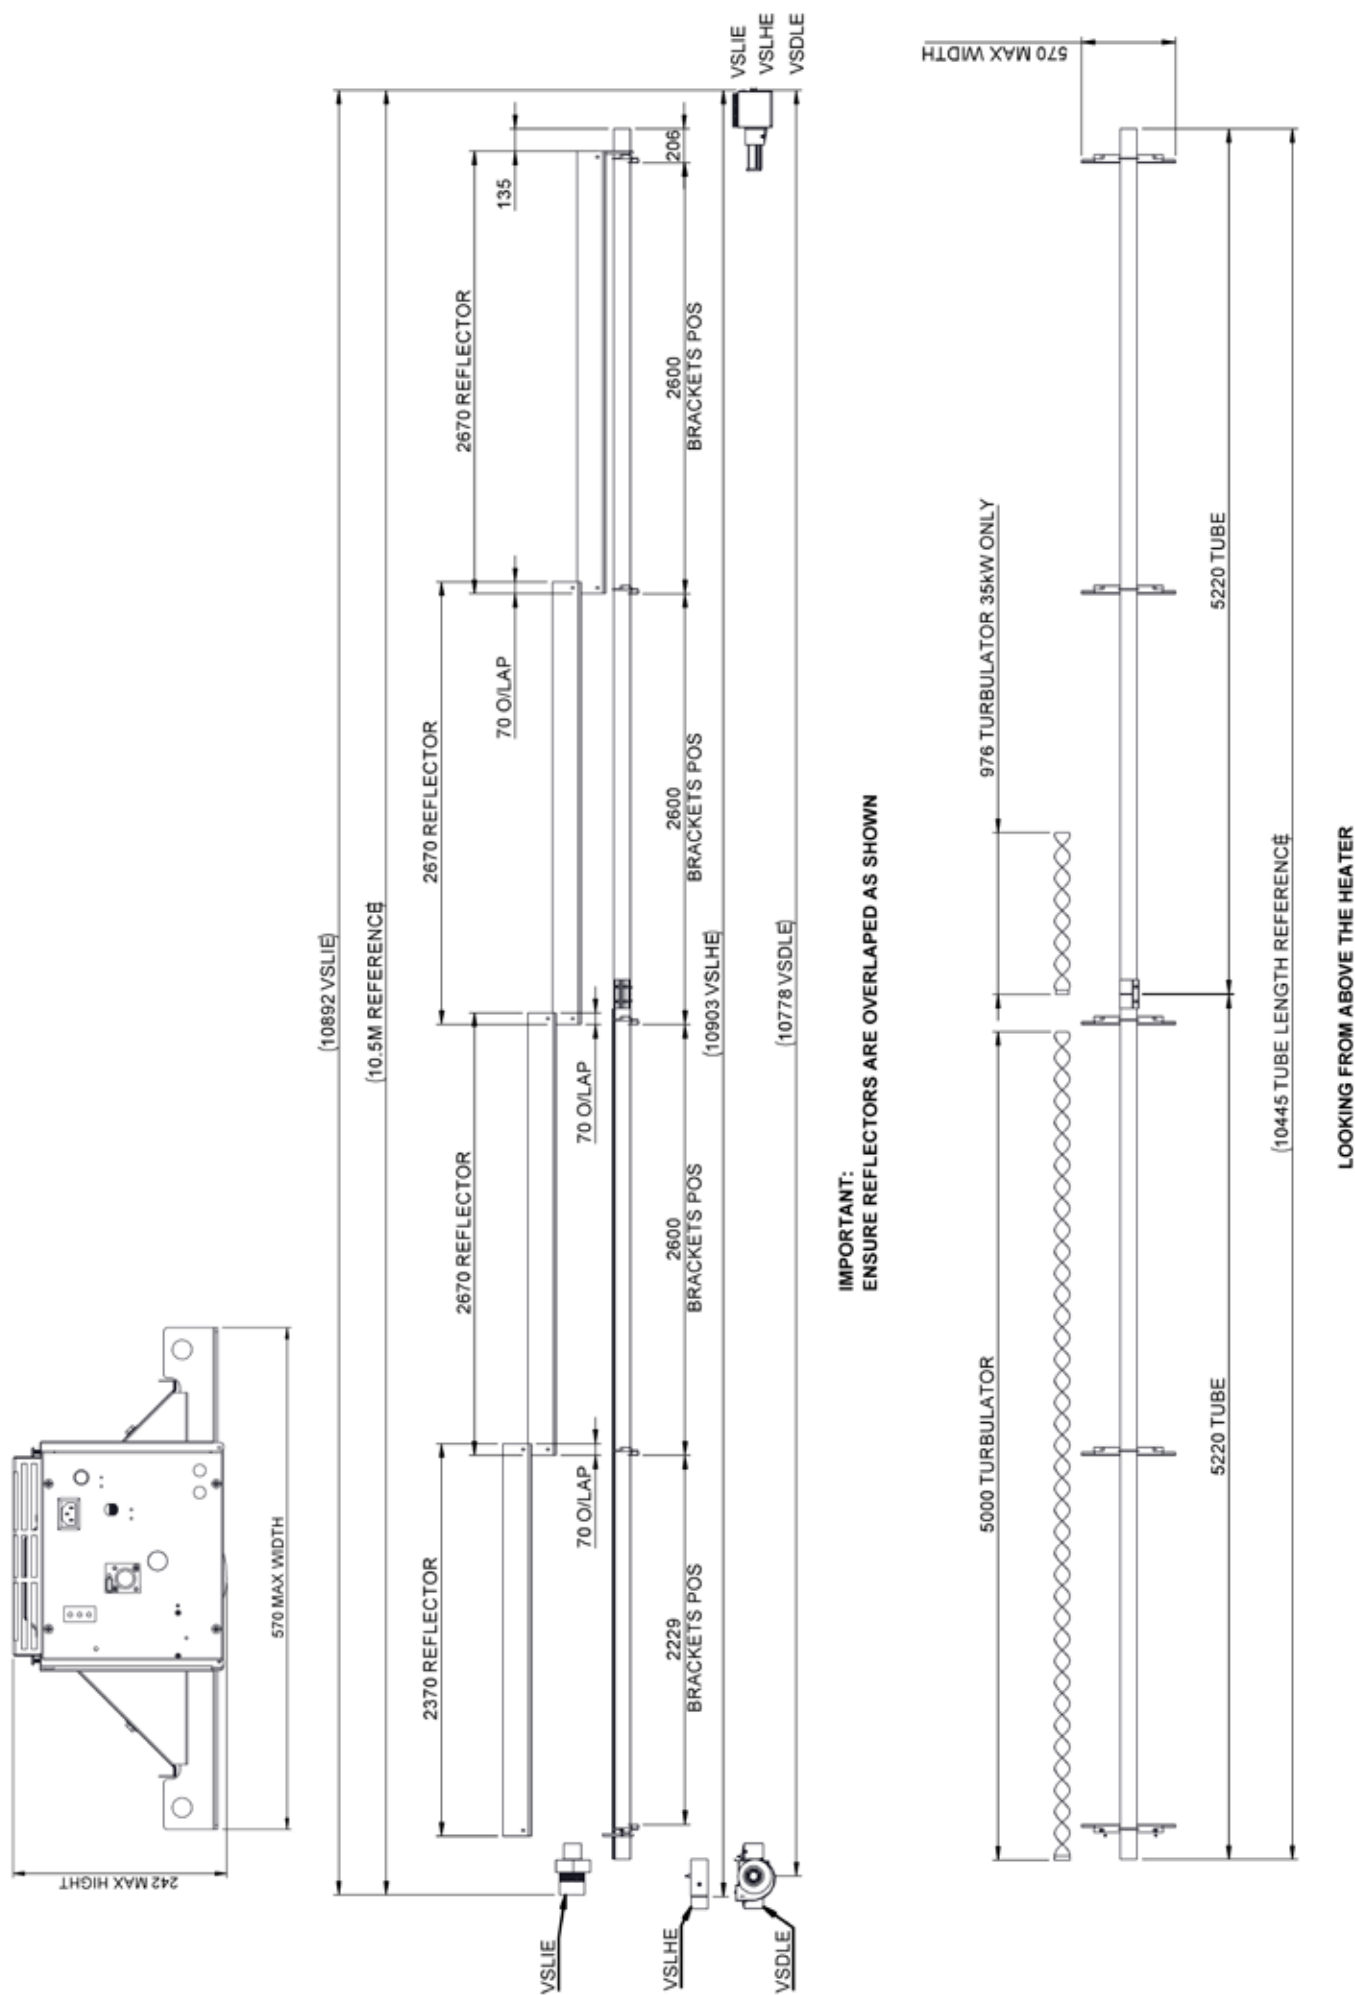 242 MAX HIGHT
570 MAX WIDTH
(10892 VSLIE)
(10.5M REFERENCE)
2370 REFLECTOR
2670 REFLECTOR
2670 REFLECTOR
2670 REFLECTOR
70 O/LAP
70 O/LAP
70 O/LAP
135
206
2229
BRACKETS POS
2600
BRACKETS POS
2600
BRACKETS POS
2600
BRACKETS POS
(10903 VSLHE)
(10778 VSDLE)
VSLIE
VSLHE
VSDLE
VSLIE
VSLHE
VSDLE
IMPORTANT:
ENSURE REFLECTORS ARE OVERLAPED AS SHOWN
5000 TURBULATOR
976 TURBULATOR 35kW ONLY
570 MAX WIDTH
5220 TUBE
5220 TUBE
(10445 TUBE LENGTH REFERENCE)
LOOKING FROM ABOVE THE HEATER